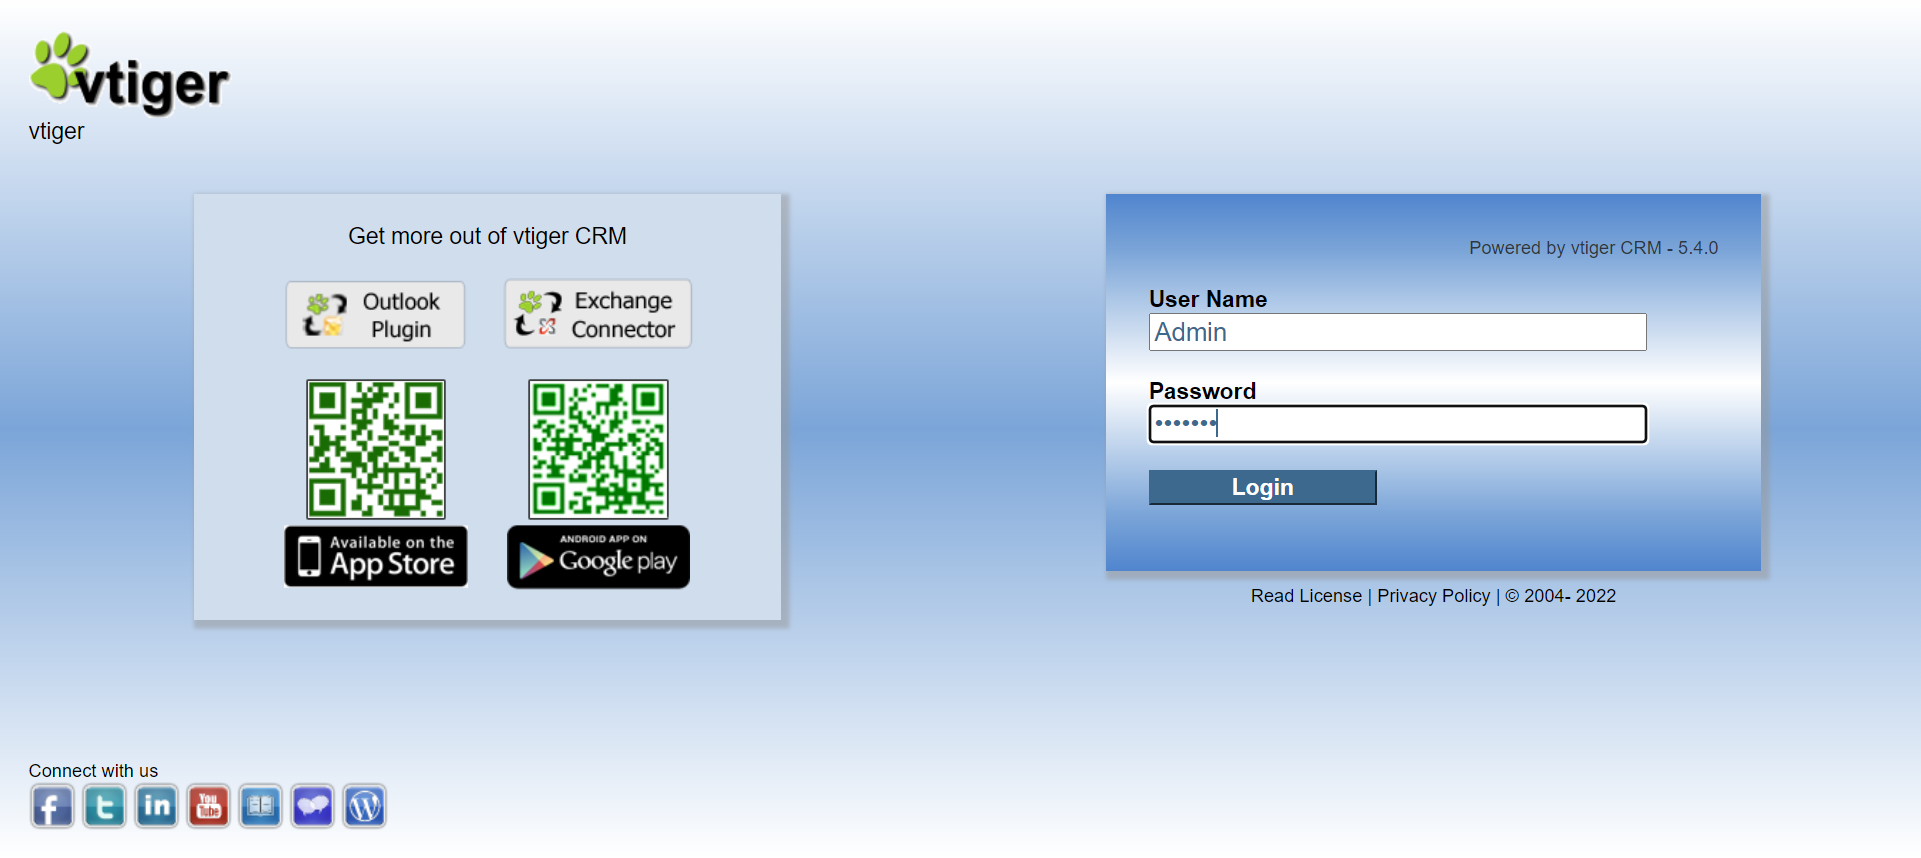 vtiger
vtiger
Get more out of vtiger CRM
Outlook
Plugin
Exchange
Connector
Available on the
App Store
ANDROID APP ON
Google play
Powered by vtiger CRM - 5.4.0
User Name
Admin
Password
•••••••
Login
Read License | Privacy Policy | © 2004- 2022
Connect with us
You
Tube